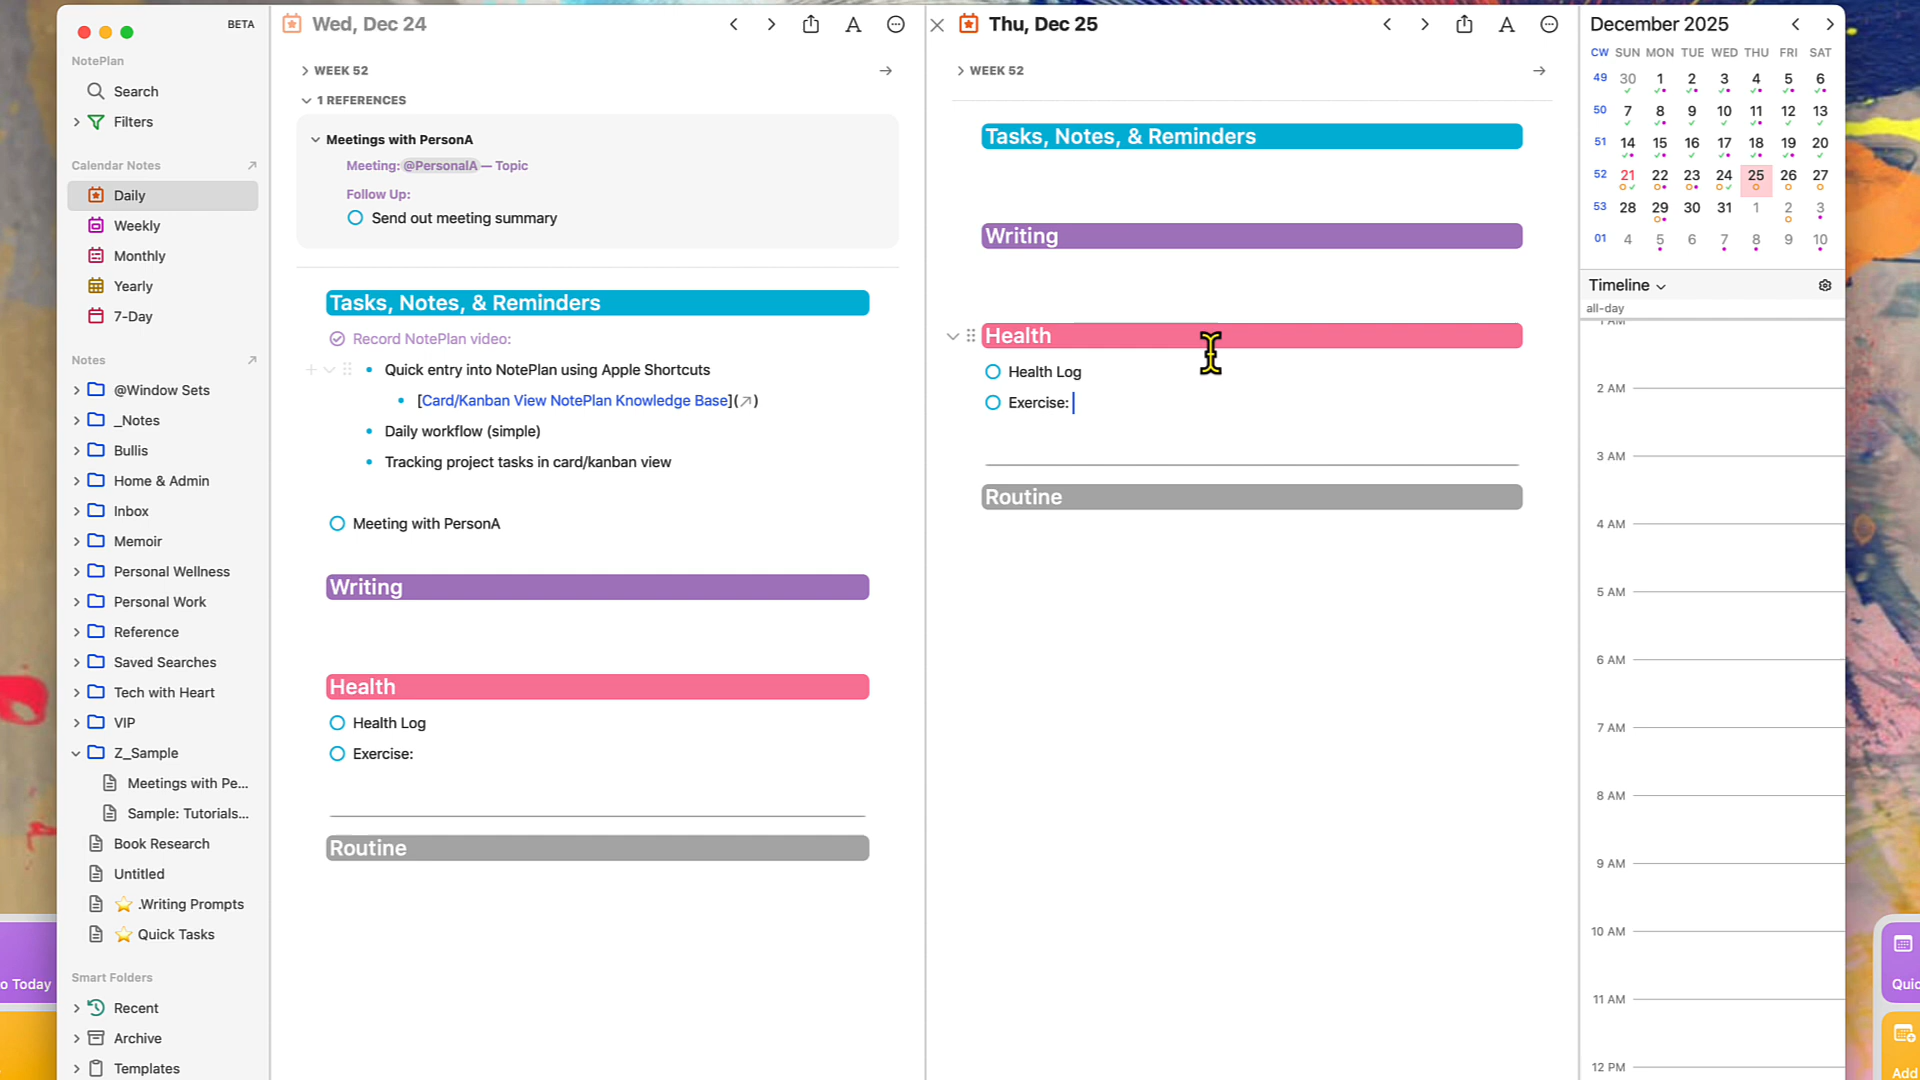 BETA
NotePlan
Search
Filters
Calendar Notes
Daily
Weekly
Monthly
Yearly
7-Day
Notes
@Window Sets
_Notes
Bullis
Home & Admin
Inbox
Memoir
Personal Wellness
Personal Work
Reference
Saved Searches
Tech with Heart
VIP
Z_Sample
Meetings with Pe...
Sample: Tutorials...
Book Research
Untitled
.Writing Prompts
Quick Tasks
Smart Folders
Recent
Archive
Templates
o Today
Wed, Dec 24
WEEK 52
1 REFERENCES
Meetings with PersonA
Meeting: @PersonalA — Topic
Follow Up:
Send out meeting summary
Tasks, Notes, & Reminders
Record NotePlan video:
Quick entry into NotePlan using Apple Shortcuts
[Card/Kanban View NotePlan Knowledge Base](↗)
Daily workflow (simple)
Tracking project tasks in card/kanban view
Meeting with PersonA
Writing
Health
Health Log
Exercise:
Routine
Thu, Dec 25
WEEK 52
Tasks, Notes, & Reminders
Writing
Health
Health Log
Exercise:
Routine
December 2025
CW SUN MON TUE WED THU FRI SAT
49 30 1 2 3 4 5 6
50 7 8 9 10 11 12 13
51 14 15 16 17 18 19 20
52 21 22 23 24 25 26 27
53 28 29 30 31 1 2 3
01 4 5 6 7 8 9 10
Timeline
all-day
1 AM
2 AM
3 AM
4 AM
5 AM
6 AM
7 AM
8 AM
9 AM
10 AM
11 AM
12 PM
Quic
Add